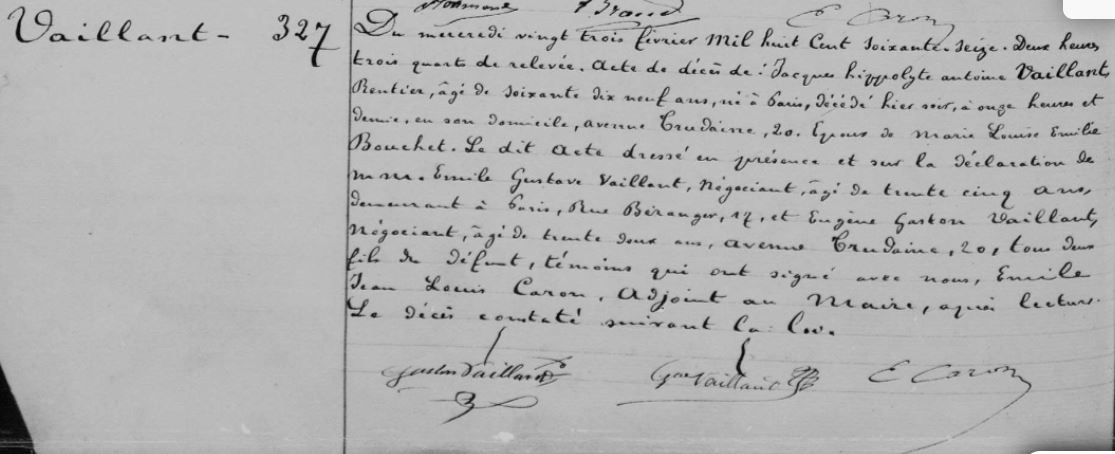 E Caron
Vaillant - 327
Du mercredi vingt trois février Mil huit Cent soixante-seize. Deux heures
trois quarts de relevée. Acte de décès de : Jacques hippolyte antoine Vaillant,
Rentier, âgé de soixante dix neuf ans, né à Paris, décédé hier soir, à onze heures et
demie, en son domicile, avenue Trudaine, 20. Epoux de Marie Louise Emilie
Bouchet. Le dit acte dressé en présence et sur la déclaration de
mm. Emile Gustave Vaillant, Négociant, âgé de trente cinq ans,
demeurant à Paris, Rue Béranger, 17, et Eugène Gaston Vaillant,
Négociant, âgé de trente deux ans, avenue Trudaine, 20, tous deux
fils du défunt, témoins qui ont signé avec nous, Emile
Jean Louis Caron, Adjoint au Maire, après lecture.
Le décès constaté suivant la loi.
Gaston Vaillant Gve Vaillant E Caron